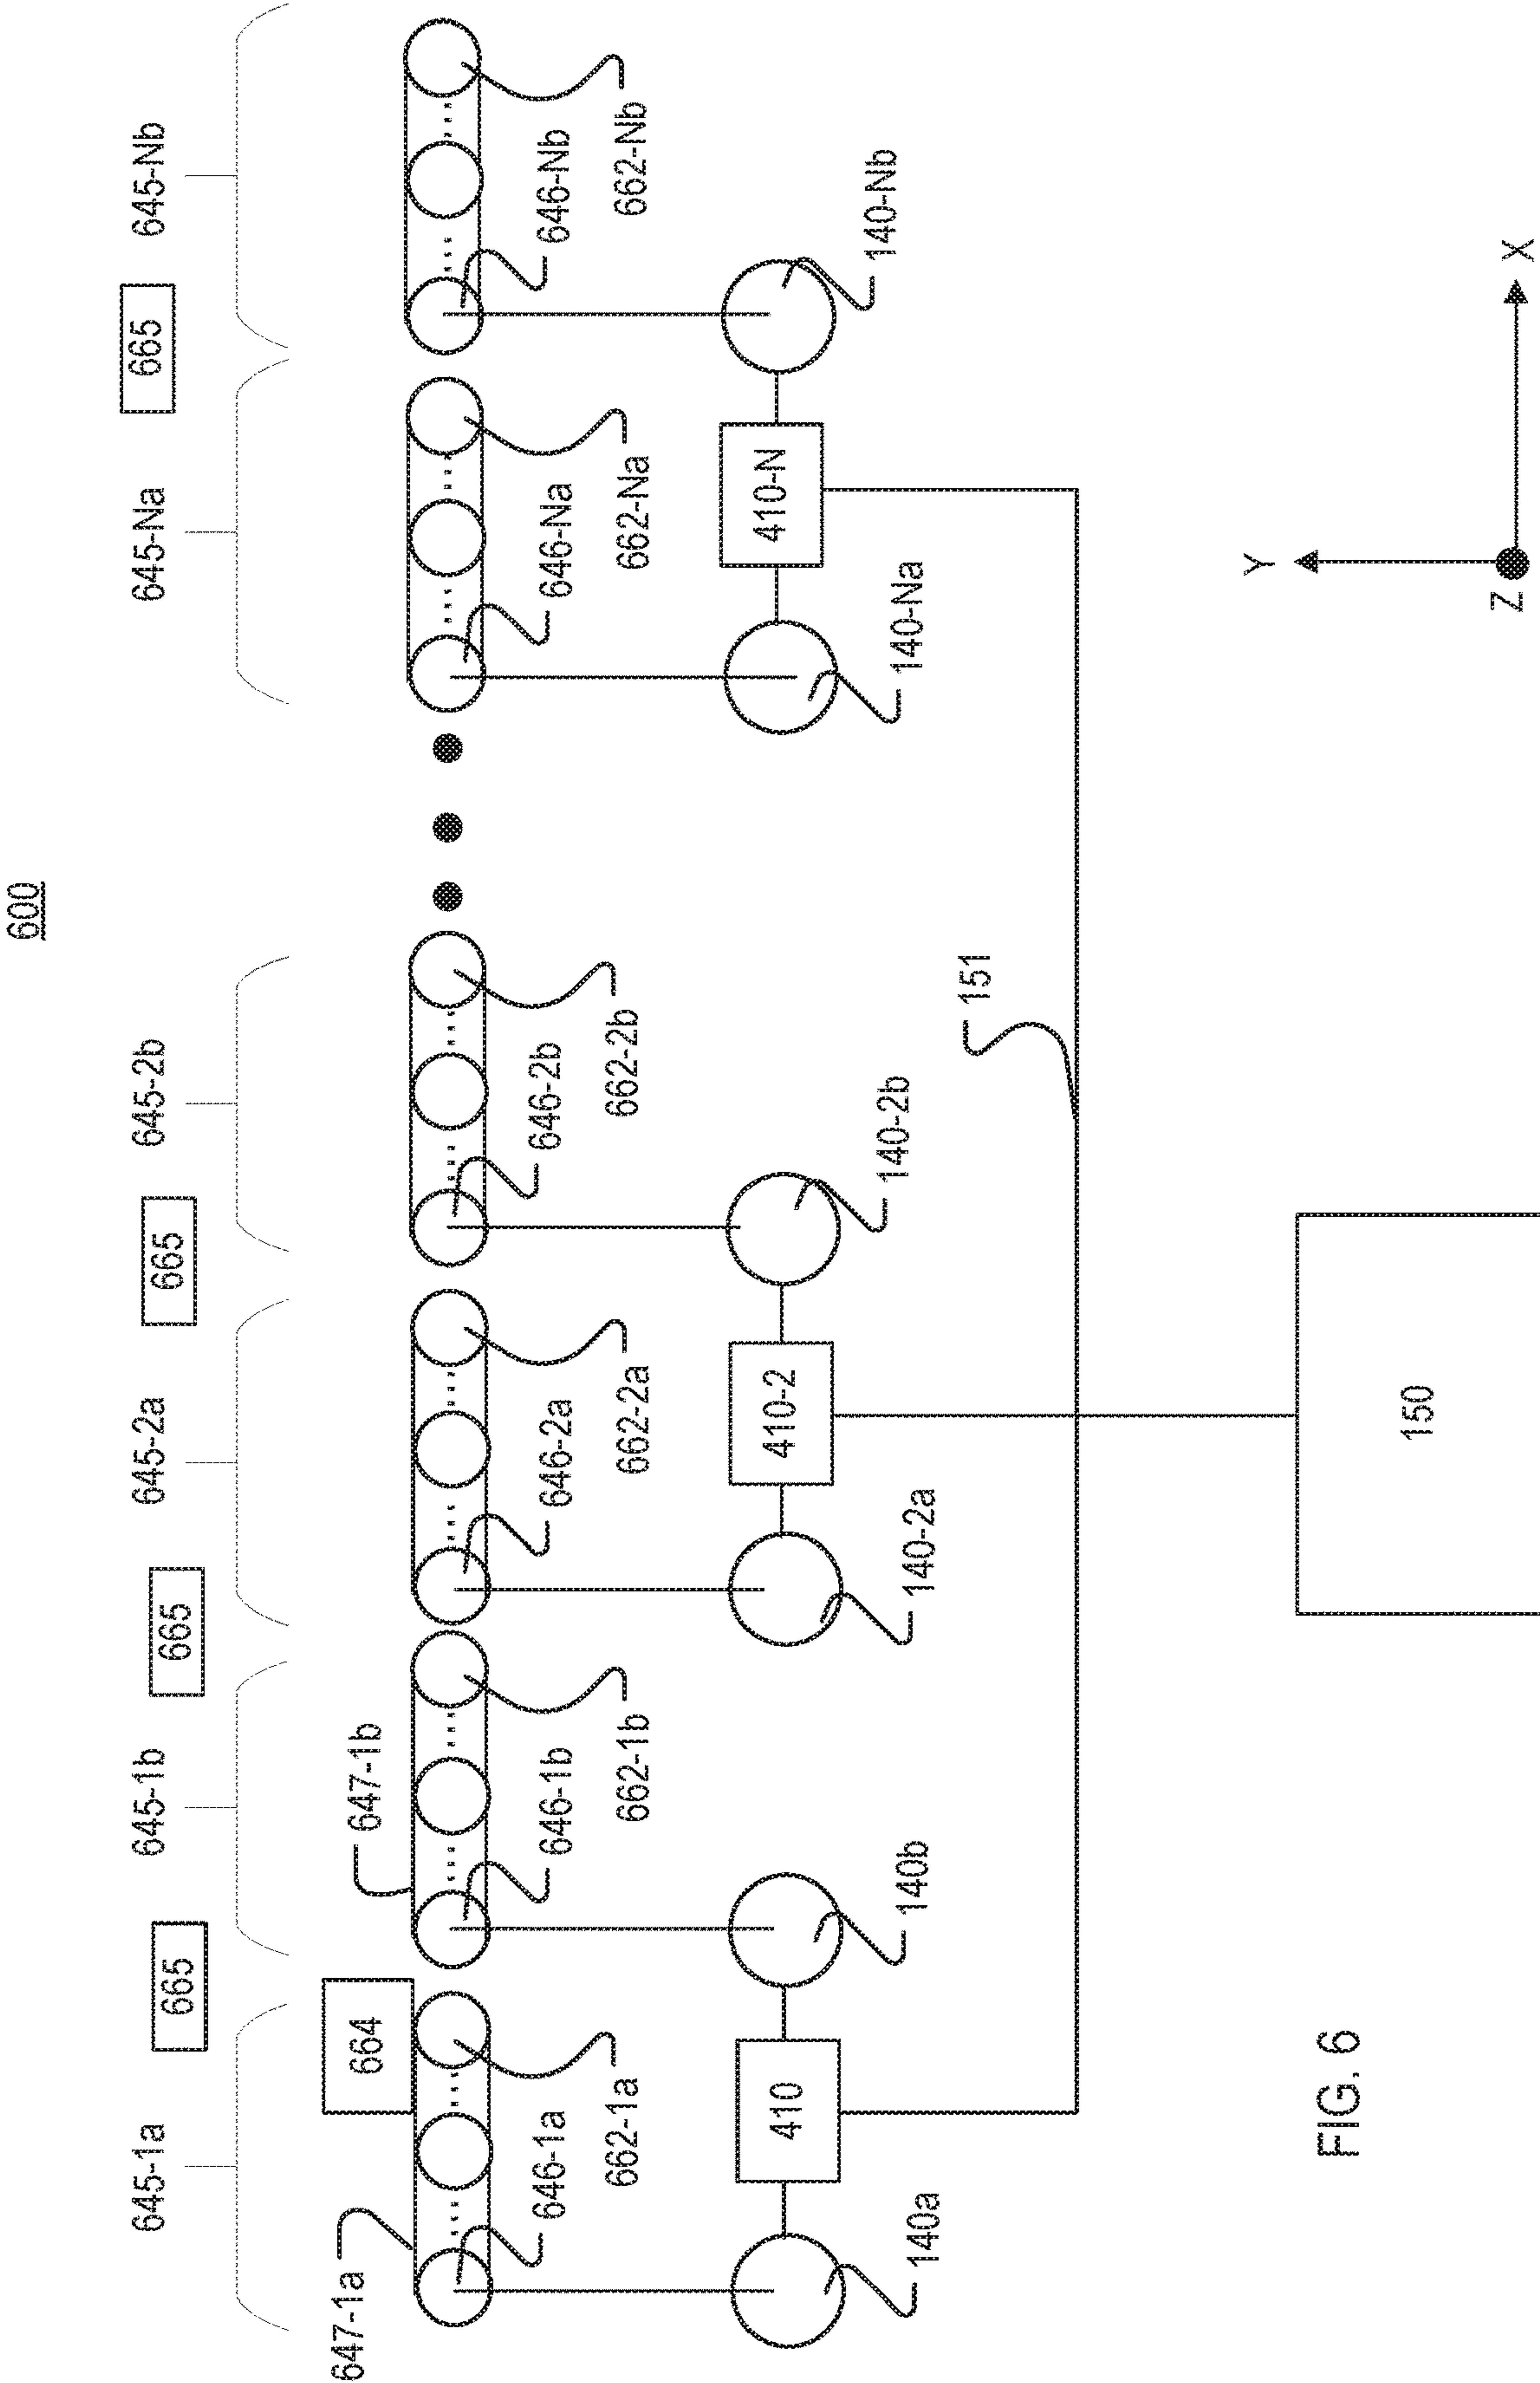 600
645-1a
645-1b
645-2a
645-2b
645-Na
645-Nb
665
665
665
665
665
647-1a
664
647-1b
646-1a
662-1a
646-1b
662-1b
646-2a
662-2a
646-2b
662-2b
646-Na
662-Na
646-Nb
662-Nb
410
410-2
410-N
140a
140b
140-2a
140-2b
140-Na
140-Nb
151
150
Y
Z
X
FIG. 6